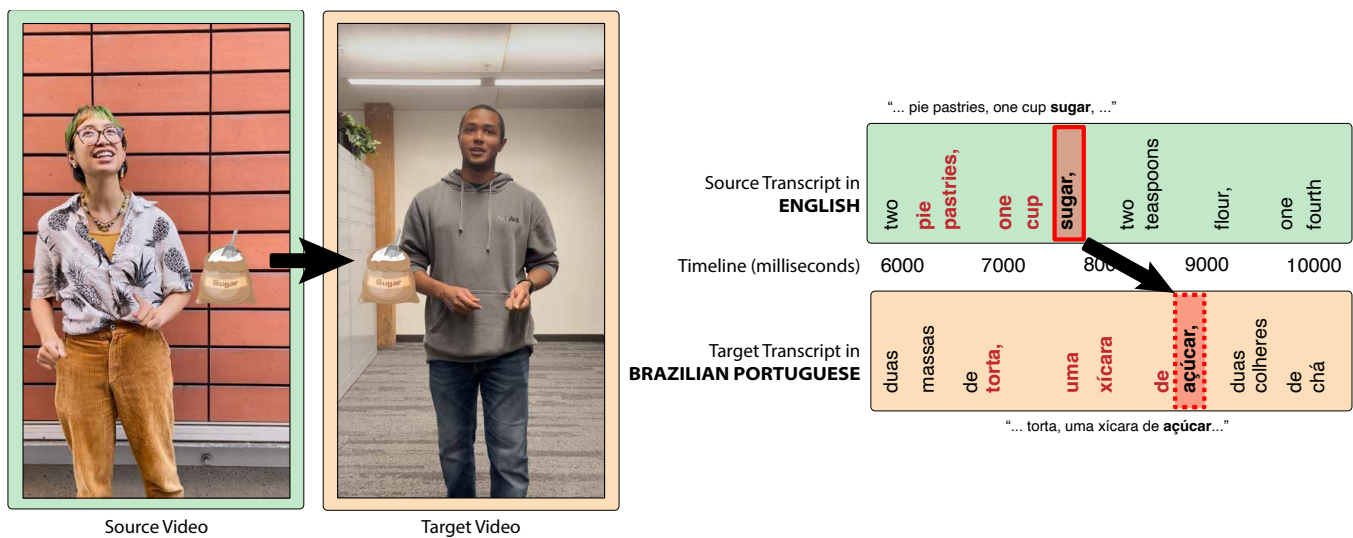 Sugar
Sugar
Source Video
Target Video
“... pie pastries, one cup sugar, ...”
Source Transcript in
ENGLISH
two
pie
pastries,
one
cup
sugar,
two
teaspoons
flour,
one
fourth
Timeline (milliseconds)
6000 7000 8000 9000 10000
Target Transcript in
BRAZILIAN PORTUGUESE
duas
massas
de
torta,
uma
xícara
de
açúcar,
duas
colheres
de
chá
“... torta, uma xícara de açúcar...”